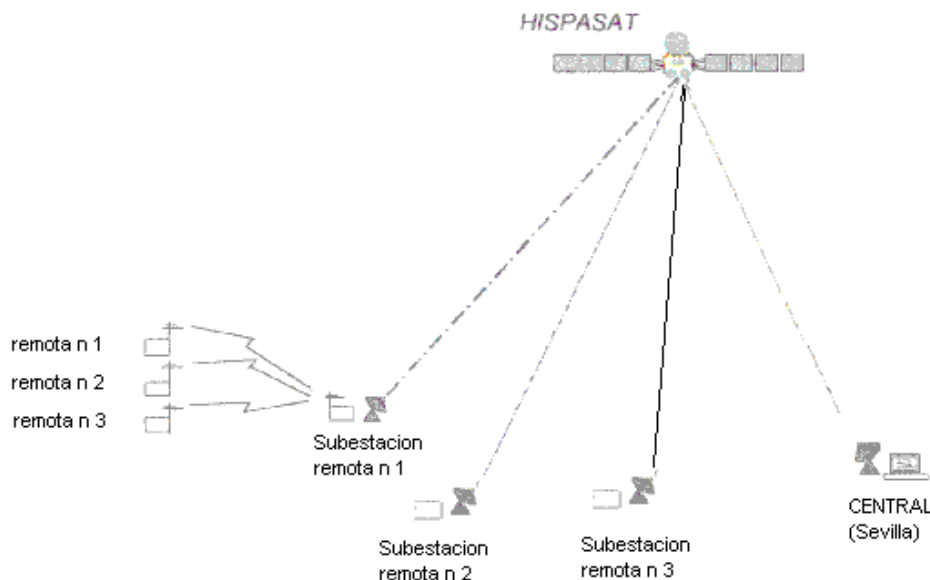 HISPASAT
remota n 1
remota n 2
remota n 3
Subestacion
remota n 1
Subestacion
remota n 2
Subestacion
remota n 3
CENTRAL
(Sevilla)